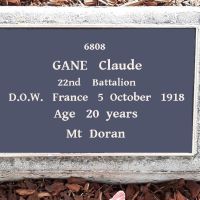 6808
GANE Claude
22nd Battalion
D.O.W. France 5 October 1918
Age 20 years
Mt Doran